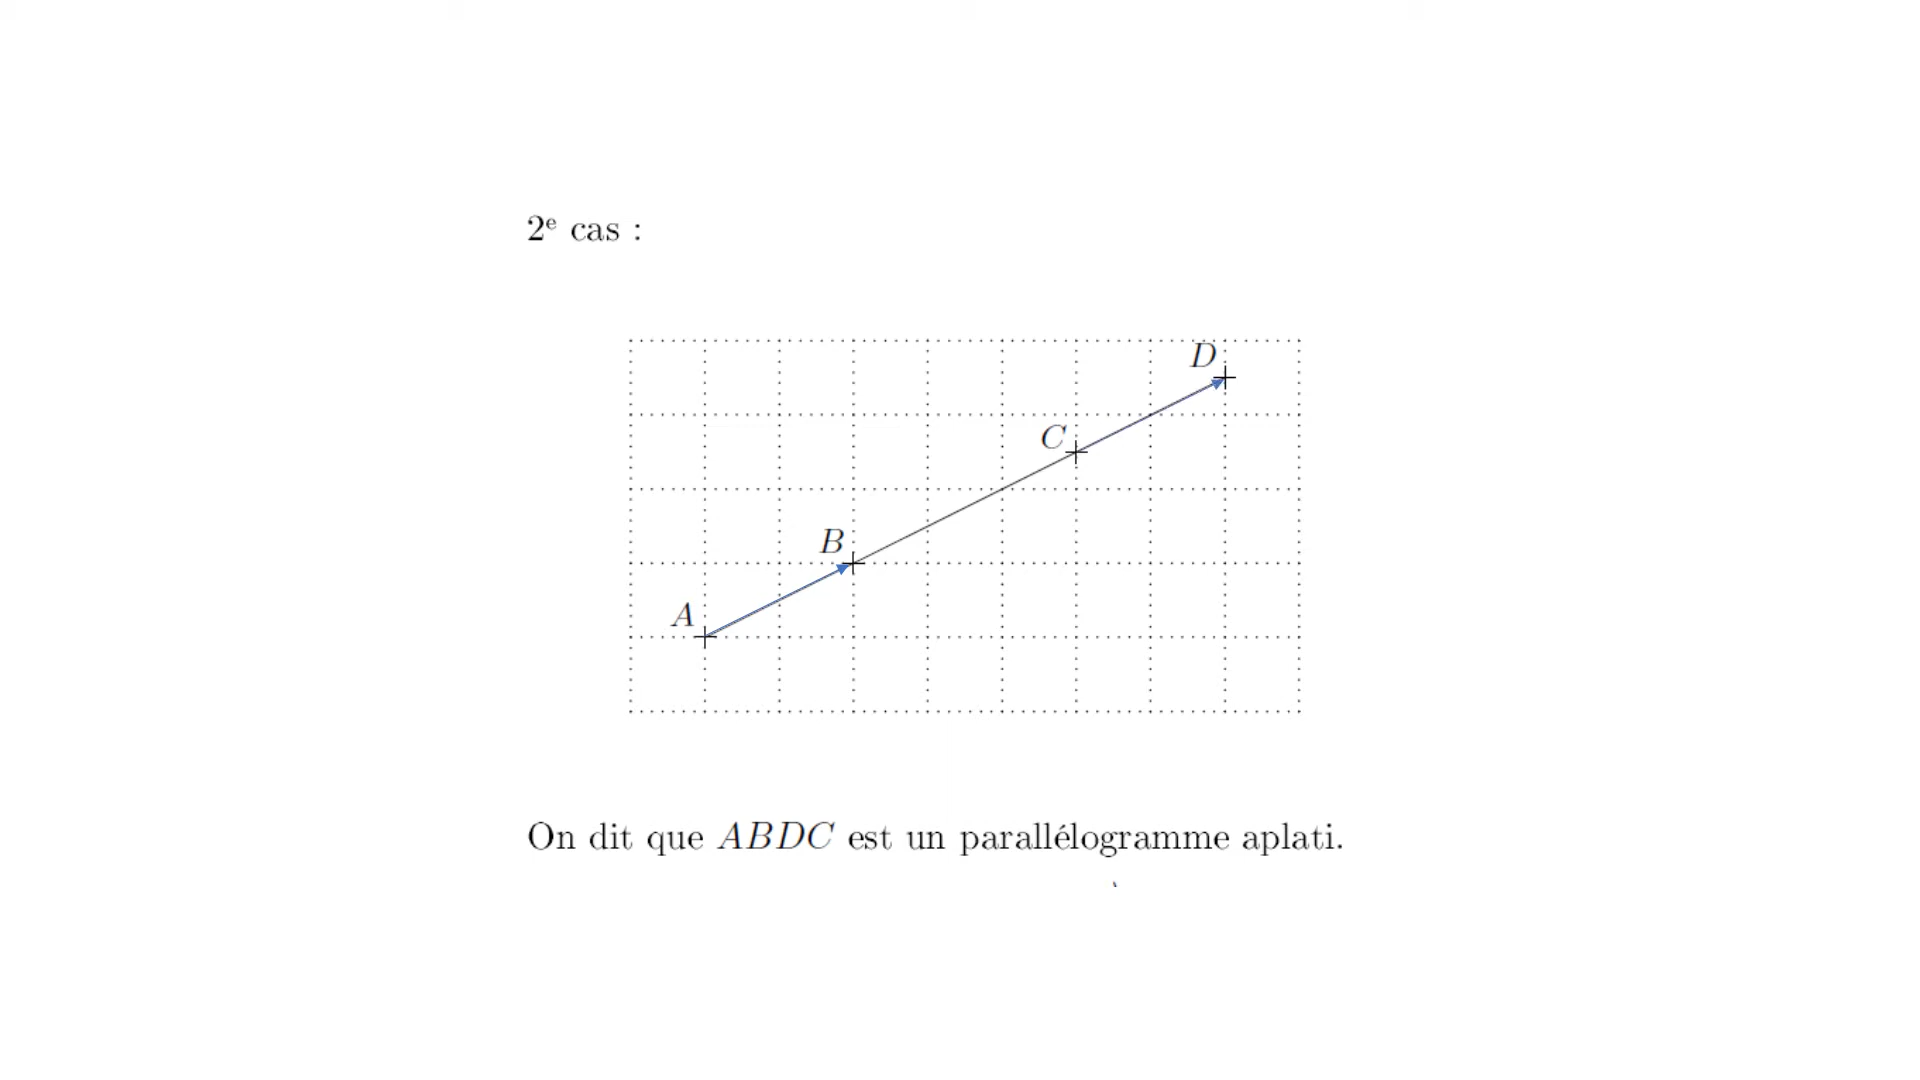 2ᵉ cas :
D
C
B
A
On dit que ABDC est un parallélogramme aplati.